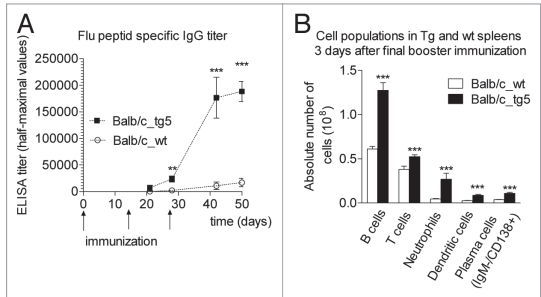 A
Flu peptid specific IgG titer
ELISA titer (half-maximal values)
250000
200000
150000
100000
50000
0
***
***
**
Balb/c_tg5
Balb/c_wt
0 10 20 30 40 50
time (days)
immunization
B
Cell populations in Tg and wt spleens
3 days after final booster immunization
Absolute number of
cells (10⁸)
1.5
1.0
0.5
0.0
Balb/c_wt
Balb/c_tg5
***
***
***
***
***
B cells
T cells
Neutrophils
Dendritic cells
Plasma cells
(IgM-/CD138+)